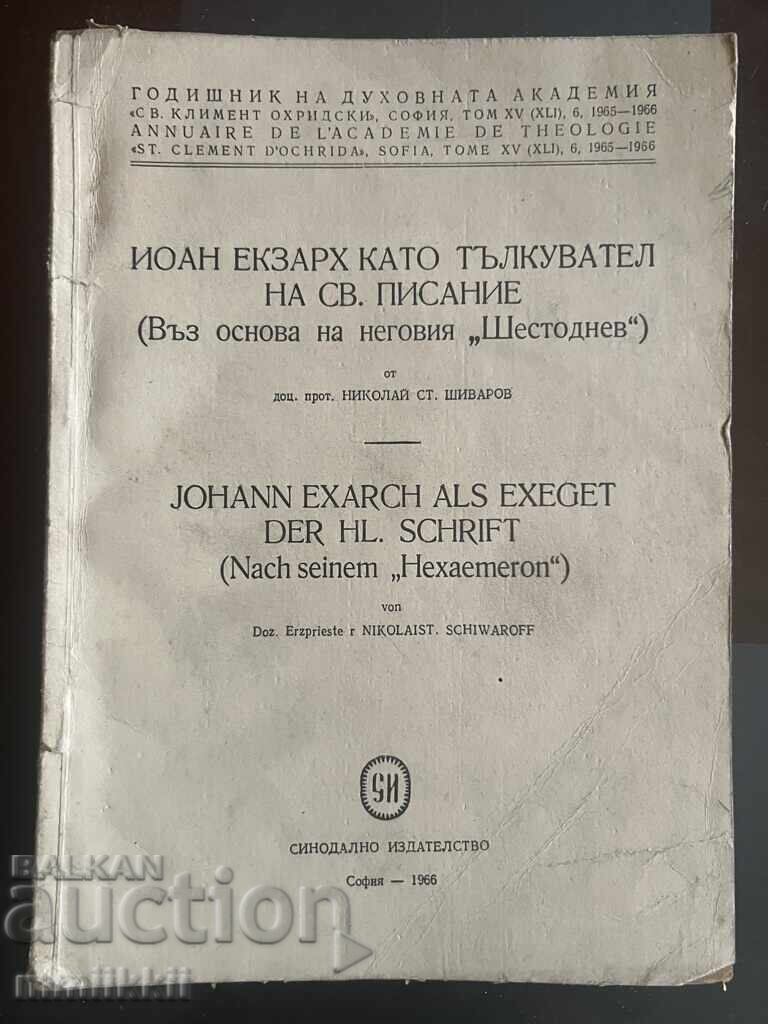 ГОДИШНИК НА ДУХОВНАТА АКАДЕМИЯ
«СВ. КЛИМЕНТ ОХРИДСКИ», СОФИЯ, ТОМ XV (XLI), 6, 1965—1966
ANNUAIRE DE L'ACADEMIE DE THEOLOGIE
«ST. CLEMENT D'OCHRIDA», SOFIA, TOME XV (XLI), 6, 1965—1966
ИОАН ЕКЗАРХ КАТО ТЪЛКУВАТЕЛ
НА СВ. ПИСАНИЕ
(Въз основа на неговия „Шестоднев“)
от
доц. прот. НИКОЛАЙ СТ. ШИВАРОВ
JOHANN EXARCH ALS EXEGET
DER HL. SCHRIFT
(Nach seinem „Hexaemeron“)
von
Doz. Erzprieste r NIKOLAIST. SCHIWAROFF
СИ
СИНОДАЛНО ИЗДАТЕЛСТВО
София — 1966
BALKAN
auction
mimiikkii